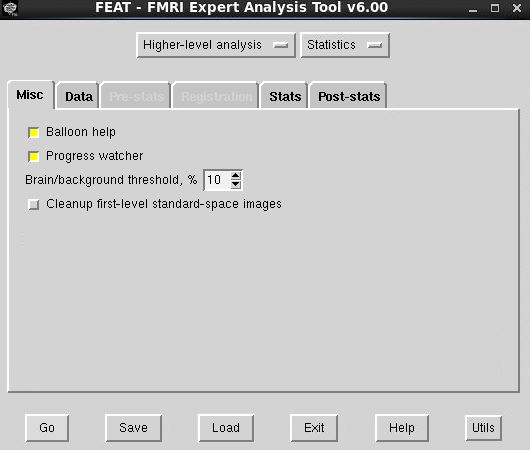 FEAT - FMRI Expert Analysis Tool v6.00
Higher-level analysis Statistics
Misc Data Pre-stats Registration Stats Post-stats
Balloon help
Progress watcher
Brain/background threshold, % 10
Cleanup first-level standard-space images
Go Save Load Exit Help Utils